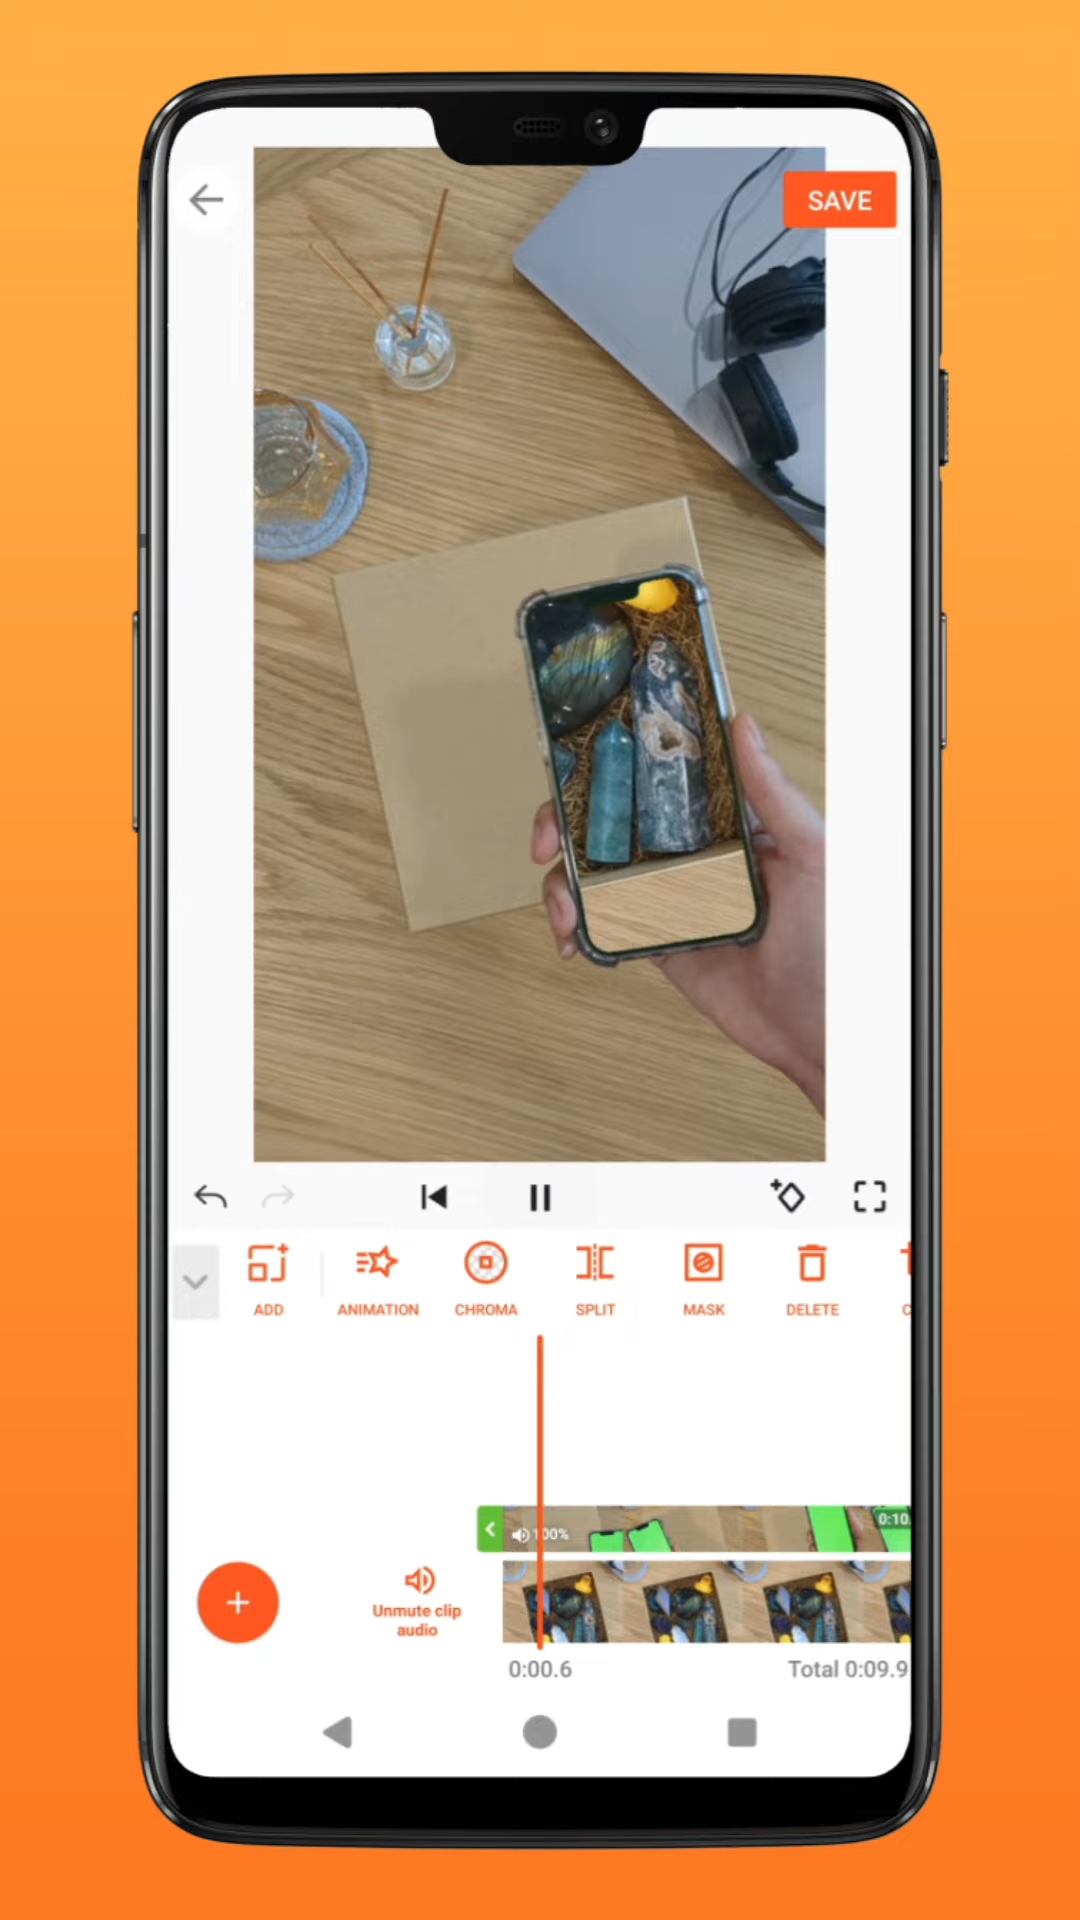 SAVE
ADD
ANIMATION
CHROMA
SPLIT
MASK
DELETE
100%
0:10.
Unmute clip
audio
0:00.6
Total 0:09.9